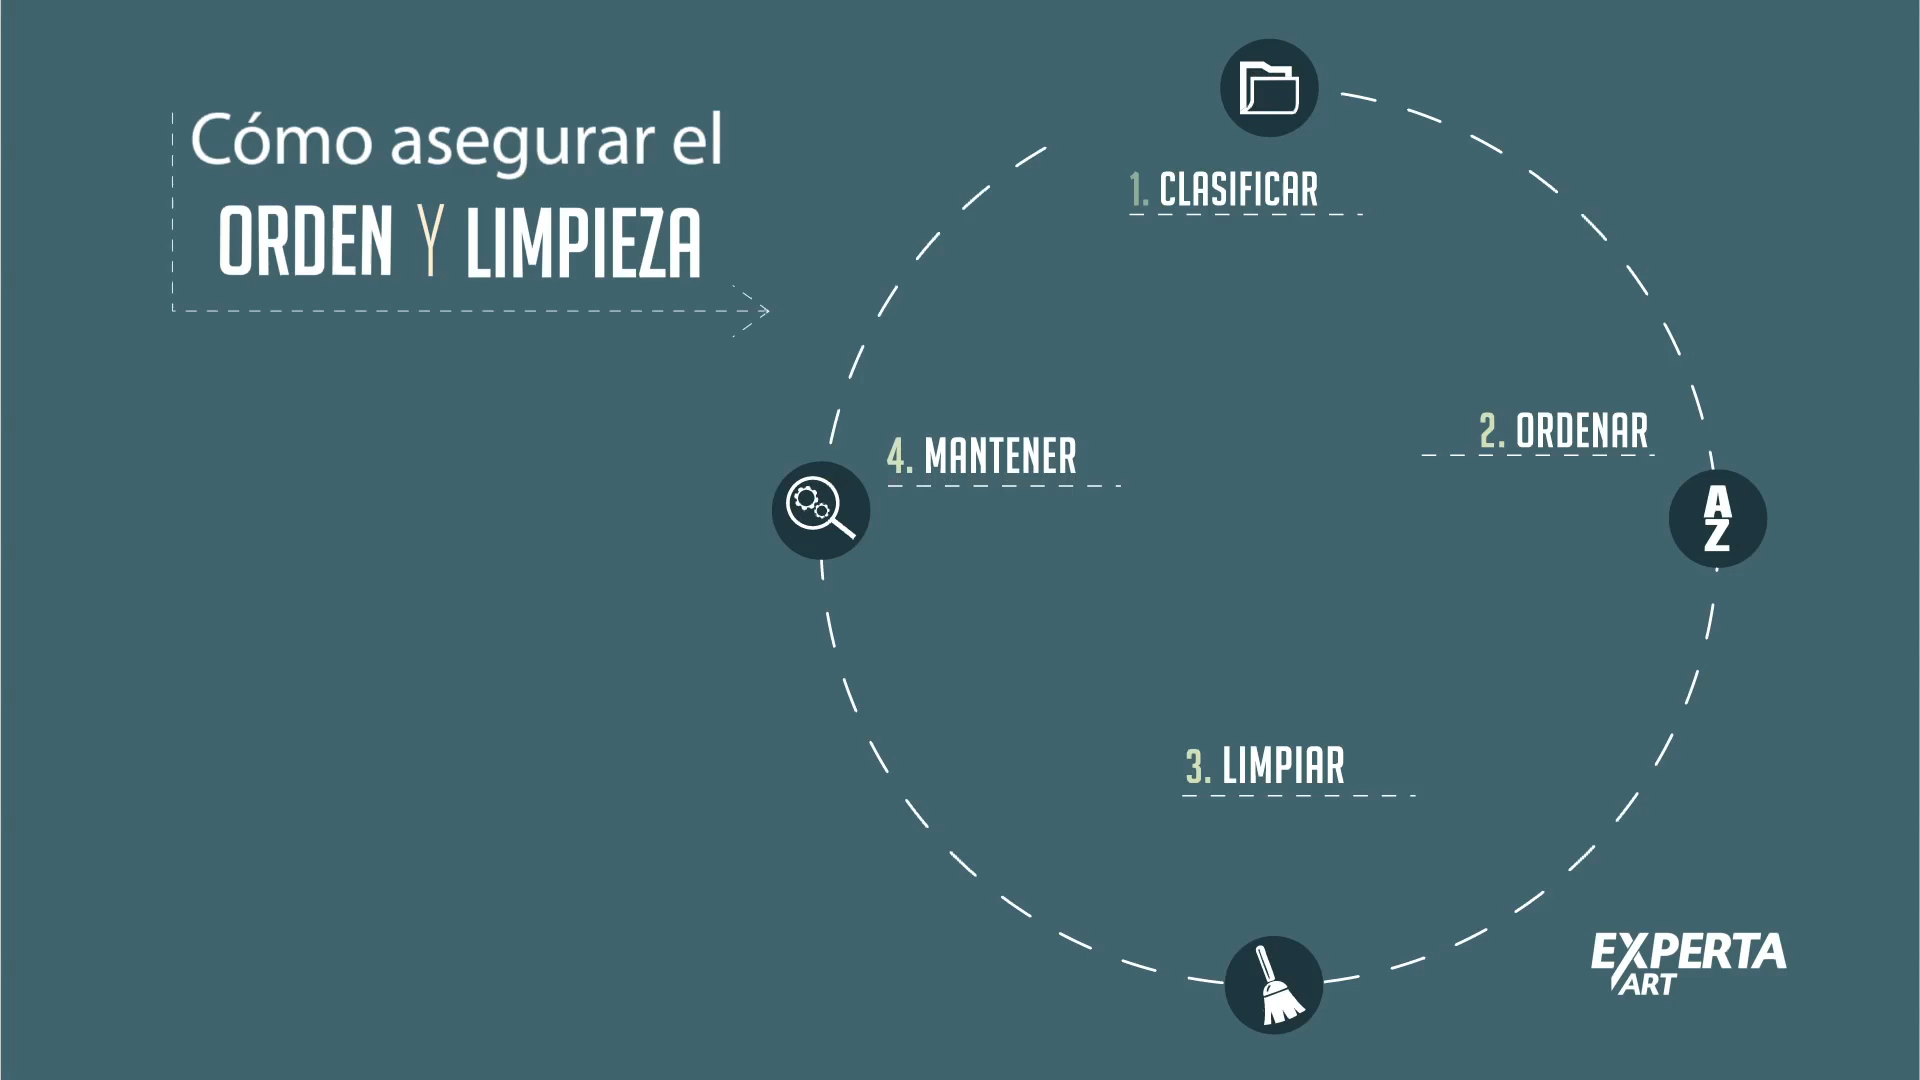 Cómo asegurar el
ORDEN Y LIMPIEZA
1. CLASIFICAR
2. ORDENAR
A
Z
3. LIMPIAR
4. MANTENER
EXPERTA
ART